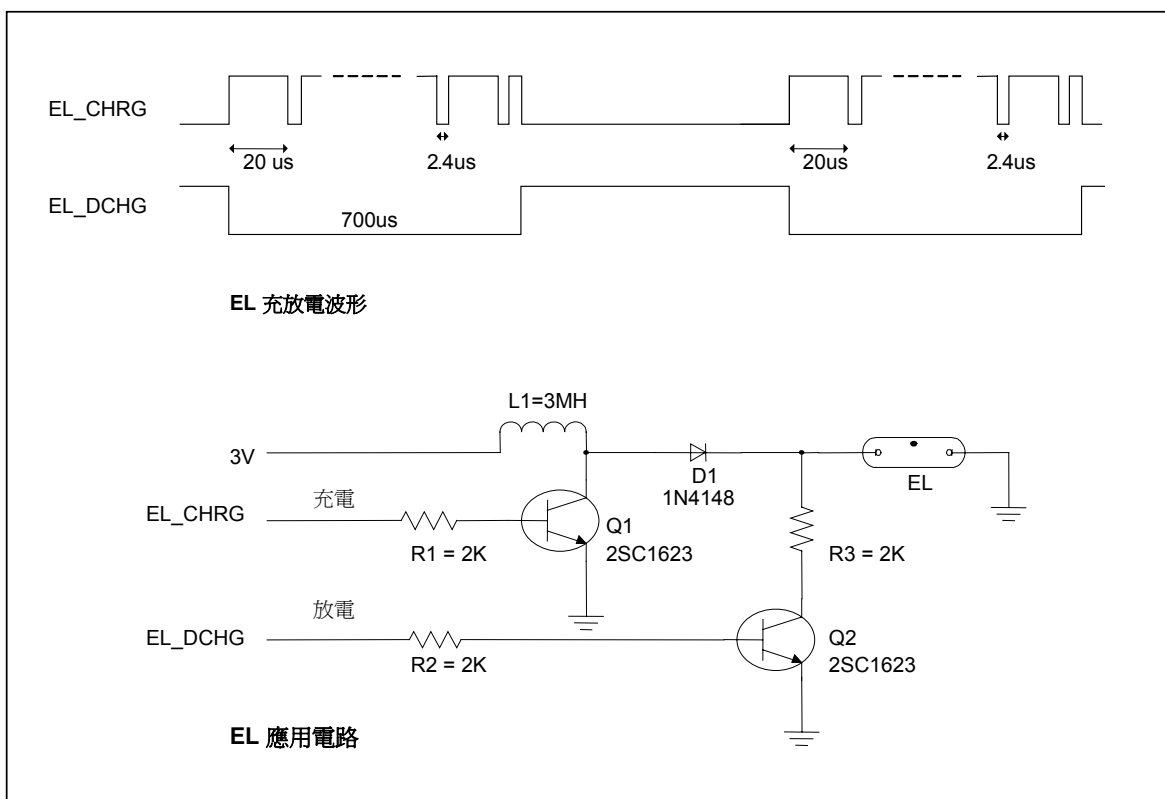 EL_CHRG
20 us
2.4us
20us
2.4us
EL_DCHG
700us
EL 充放電波形
L1=3MH
3V
D1
1N4148
EL
EL_CHRG
充電
R1 = 2K
Q1
2SC1623
R3 = 2K
EL_DCHG
放電
R2 = 2K
Q2
2SC1623
EL 應用電路